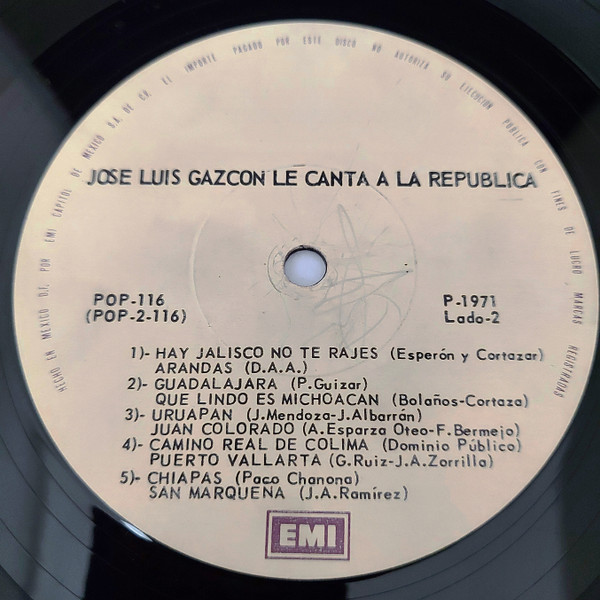 HECHO EN MEXICO D.F. POR EMI CAPITOL DE MEXICO S.A. DE C.V. EL IMPORTE PAGADO POR ESTE DISCO NO AUTORIZA SU EJECUCION PUBLICA CON FINES DE LUCRO. MARCAS REGISTRADAS
JOSE LUIS GAZCON LE CANTA A LA REPUBLICA
POP-116
(POP-2-116)
P-1971
Lado-2
1)- HAY JALISCO NO TE RAJES (Esperón y Cortazar)
ARANDAS (D.A.A.)
2)- GUADALAJARA (P.Guizar)
QUE LINDO ES MICHOACAN (Bolaños-Cortaza)
3)- URUAPAN (J.Mendoza-J.Albarrán)
JUAN COLORADO (A.Esparza Oteo-F.Bermejo)
4)- CAMINO REAL DE COLIMA (Dominio Público)
PUERTO VALLARTA (G.Ruiz-J.A.Zorrilla)
5)- CHIAPAS (Paco Chanona)
SAN MARQUENA (J.A.Ramírez)
EMI